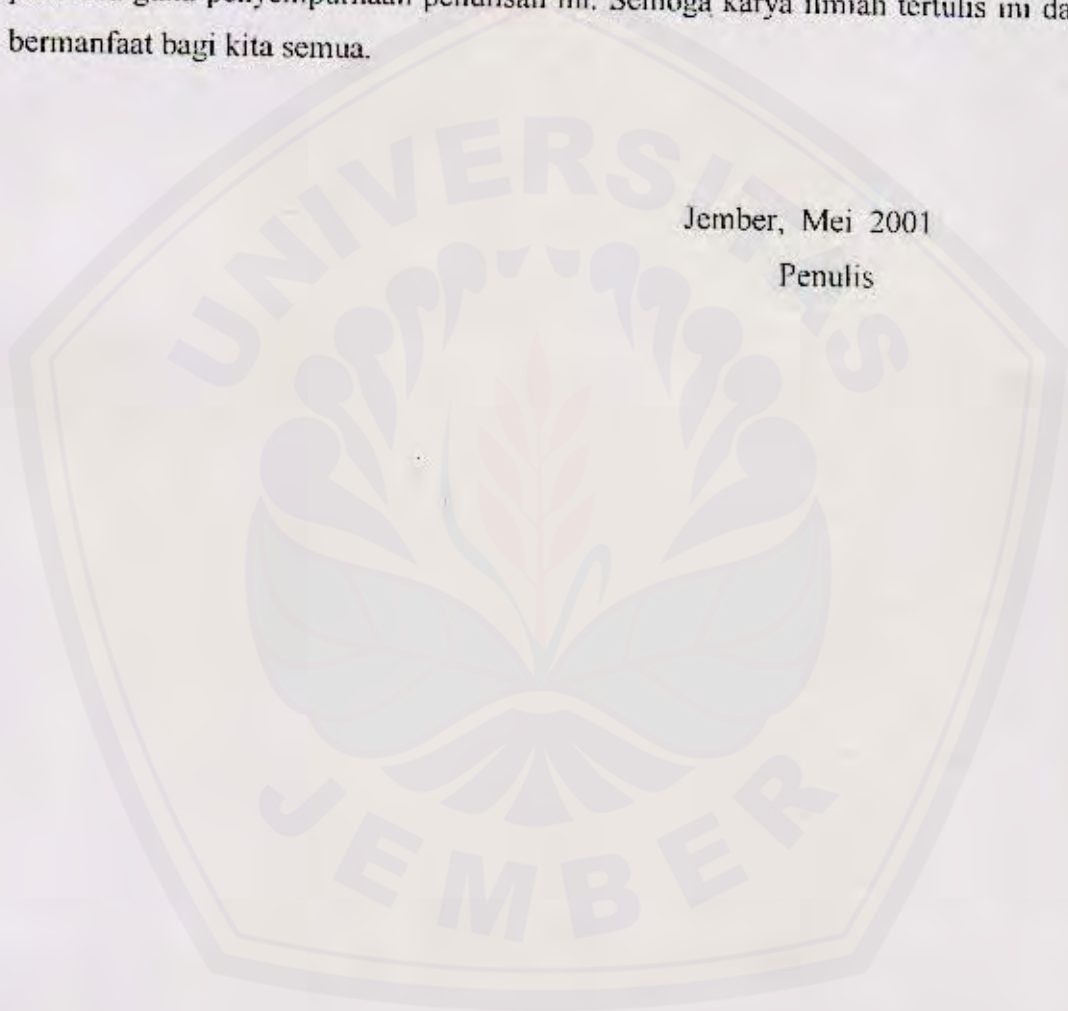 guna penyempurnaan penulisan ini. Semoga karya ilmiah tertulis ini da
bermanfaat bagi kita semua.
UNIVERSITAS
Jember, Mei 2001
Penulis
JEMBER